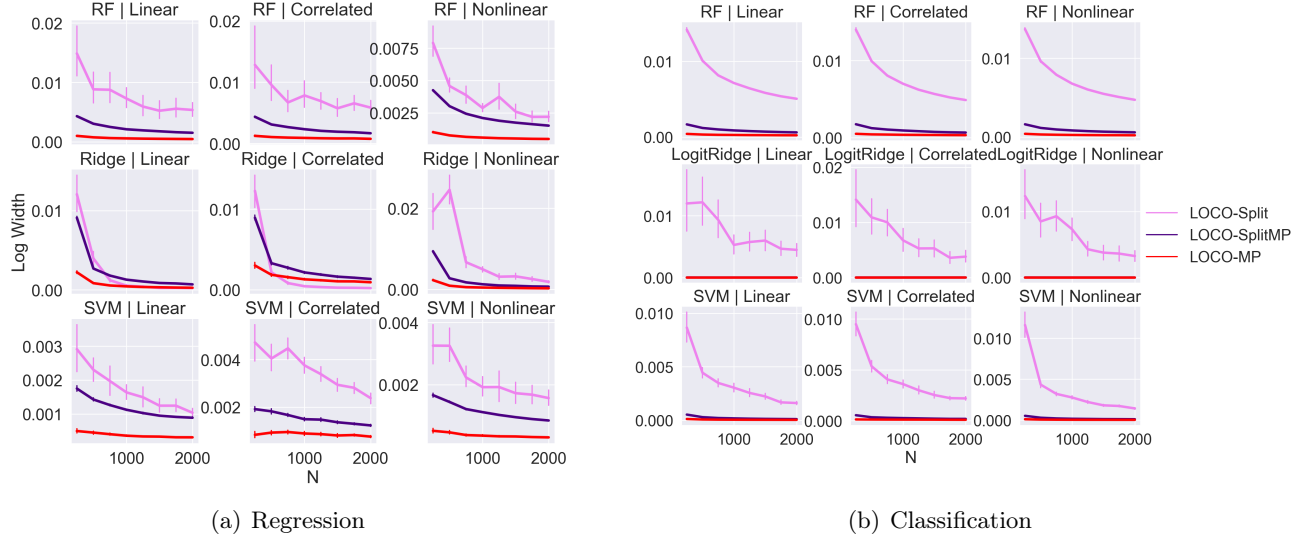 RF | Linear
RF | Correlated
RF | Nonlinear
0.02
0.01
0.00
0.02
0.01
0.00
0.0075
0.0050
0.0025
Ridge | Linear
Ridge | Correlated
Ridge | Nonlinear
0.01
0.00
0.01
0.00
0.02
0.00
Log Width
SVM | Linear
SVM | Correlated
SVM | Nonlinear
0.003
0.002
0.001
0.004
0.002
0.004
0.002
1000 2000
1000 2000
1000 2000
N
(a) Regression
RF | Linear
RF | Correlated
RF | Nonlinear
0.01
0.00
0.01
0.00
0.01
0.00
LogitRidge | Linear
LogitRidge | Correlated
LogitRidge | Nonlinear
0.01
0.00
0.02
0.01
0.00
0.01
0.00
SVM | Linear
SVM | Correlated
SVM | Nonlinear
0.010
0.005
0.000
0.010
0.005
0.000
0.010
0.005
0.000
1000 2000
1000 2000
1000 2000
N
(b) Classification
LOCO-Split
LOCO-SplitMP
LOCO-MP